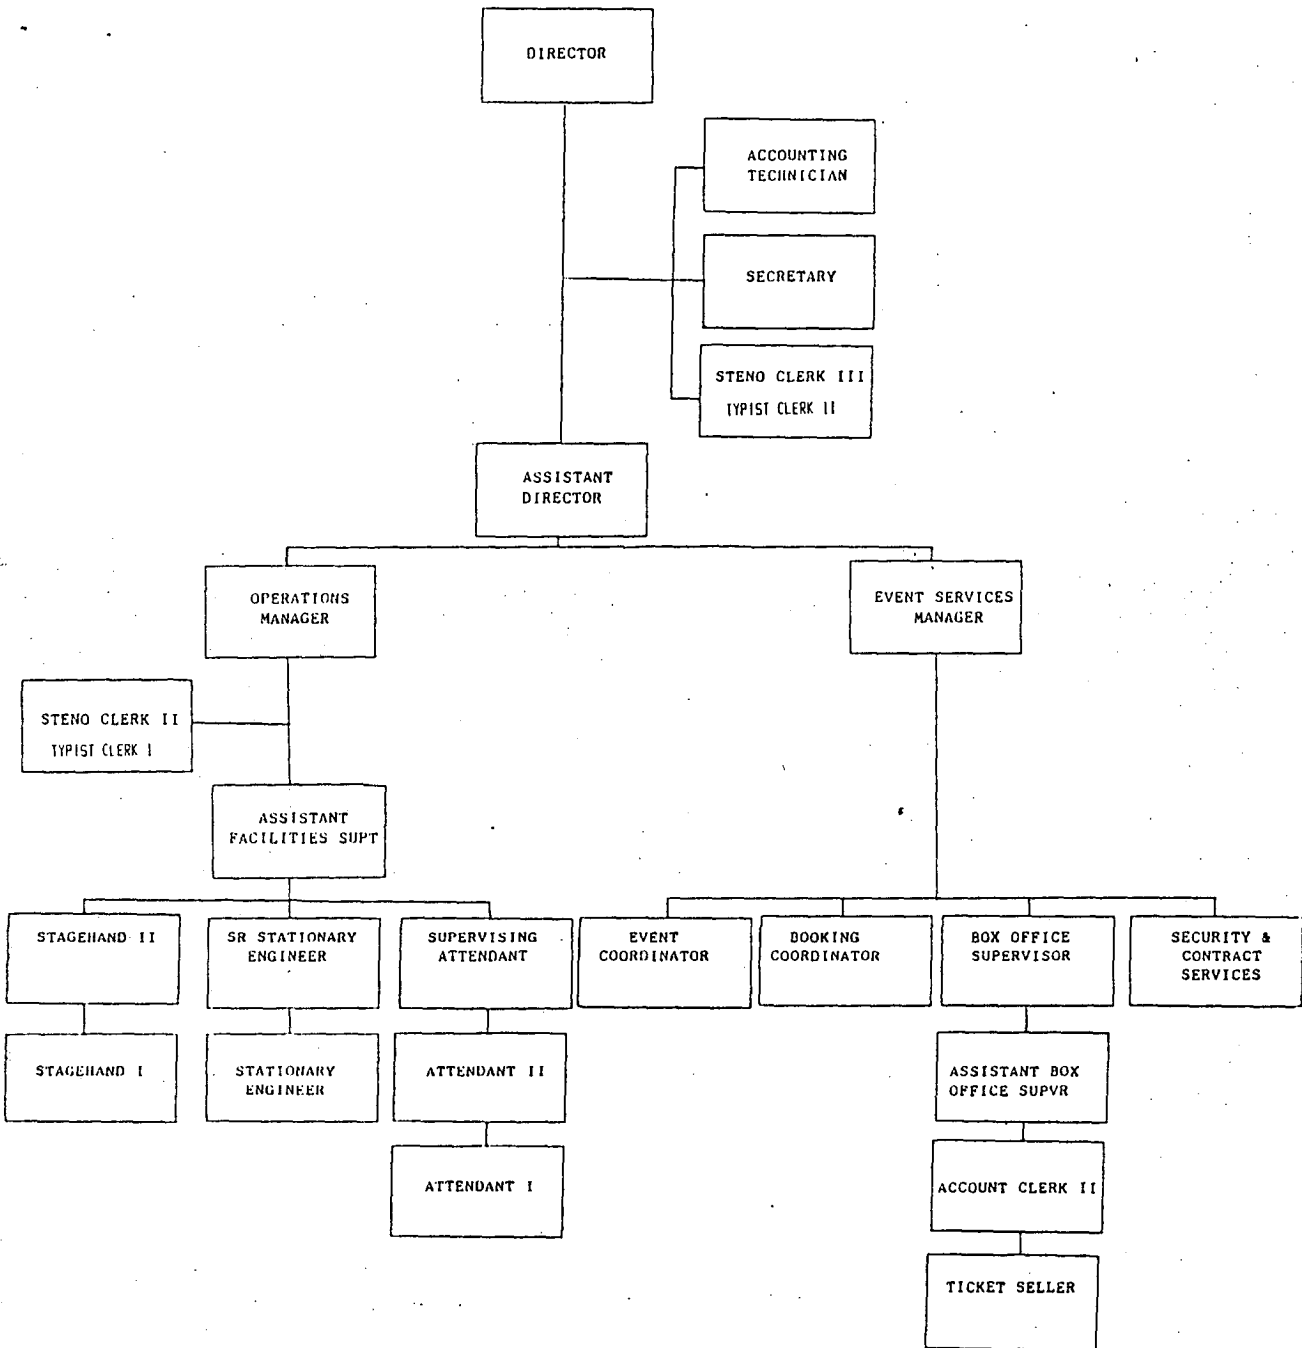 DIRECTOR
ACCOUNTING
TECHNICIAN
SECRETARY
STENO CLERK III
TYPIST CLERK II
ASSISTANT
DIRECTOR
OPERATIONS
MANAGER
EVENT SERVICES
MANAGER
STENO CLERK II
TYPIST CLERK I
ASSISTANT
FACILITIES SUPT
STAGEHAND II
SR STATIONARY
ENGINEER
SUPERVISING
ATTENDANT
EVENT
COORDINATOR
BOOKING
COORDINATOR
BOX OFFICE
SUPERVISOR
SECURITY &
CONTRACT
SERVICES
STAGEHAND I
STATIONARY
ENGINEER
ATTENDANT II
ASSISTANT BOX
OFFICE SUPVR
ATTENDANT I
ACCOUNT CLERK II
TICKET SELLER